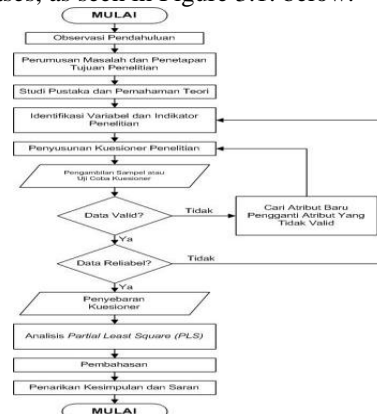 ases, as seen in Figure 3.1. below.
MULAI
Observasi Pendahuluan
Perumusan Masalah dan Penetapan
Tujuan Penelitian
Studi Pustaka dan Pemahaman Teori
Identifikasi Variabel dan Indikator
Penelitian
Penyusunan Kuesioner Penelitian
Pengambilan Sampel atau
Uji Coba Kuesioner
Data Valid?
Tidak
Cari Atribut Baru
Pengganti Atribut Yang
Tidak Valid
Ya
Data Reliabel?
Tidak
Ya
Penyebaran
Kuesioner
Analisis Partial Least Square (PLS)
Pembahasan
Penarikan Kesimpulan dan Saran
MULAI